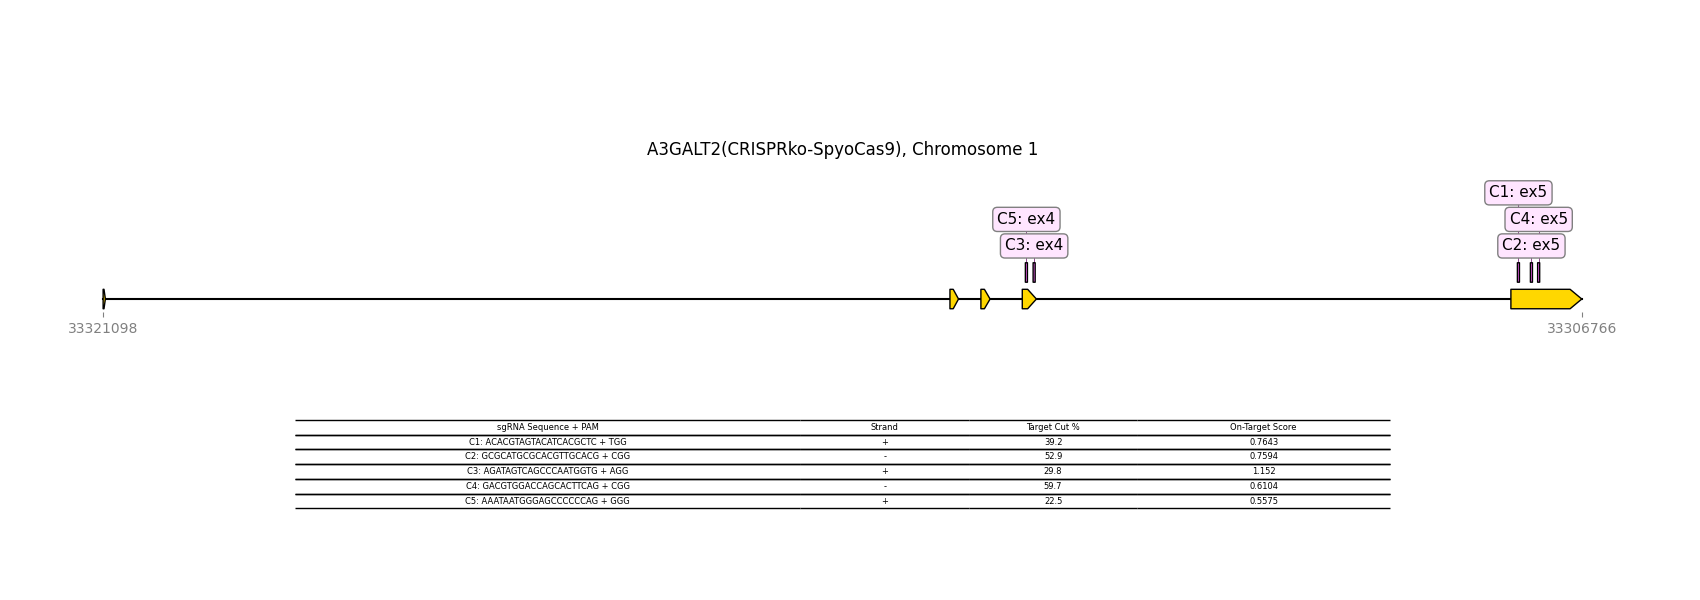 A3GALT2(CRISPRko-SpyoCas9), Chromosome 1
C1: ex5
C5: ex4
C4: ex5
C3: ex4
C2: ex5
33321098
33306766
sgRNA Sequence + PAM Strand Target Cut % On-Target Score
C1: ACACGTAGTACATCACGCTC + TGG + 39.2 0.7643
C2: GCGCATGCGCACGTTGCACG + CGG - 52.9 0.7594
C3: AGATAGTCAGCCCAATGGTG + AGG + 29.8 1.152
C4: GACGTGGACCAGCACTTCAG + CGG - 59.7 0.6104
C5: AAATAATGGGAGCCCCCCAG + GGG + 22.5 0.5575